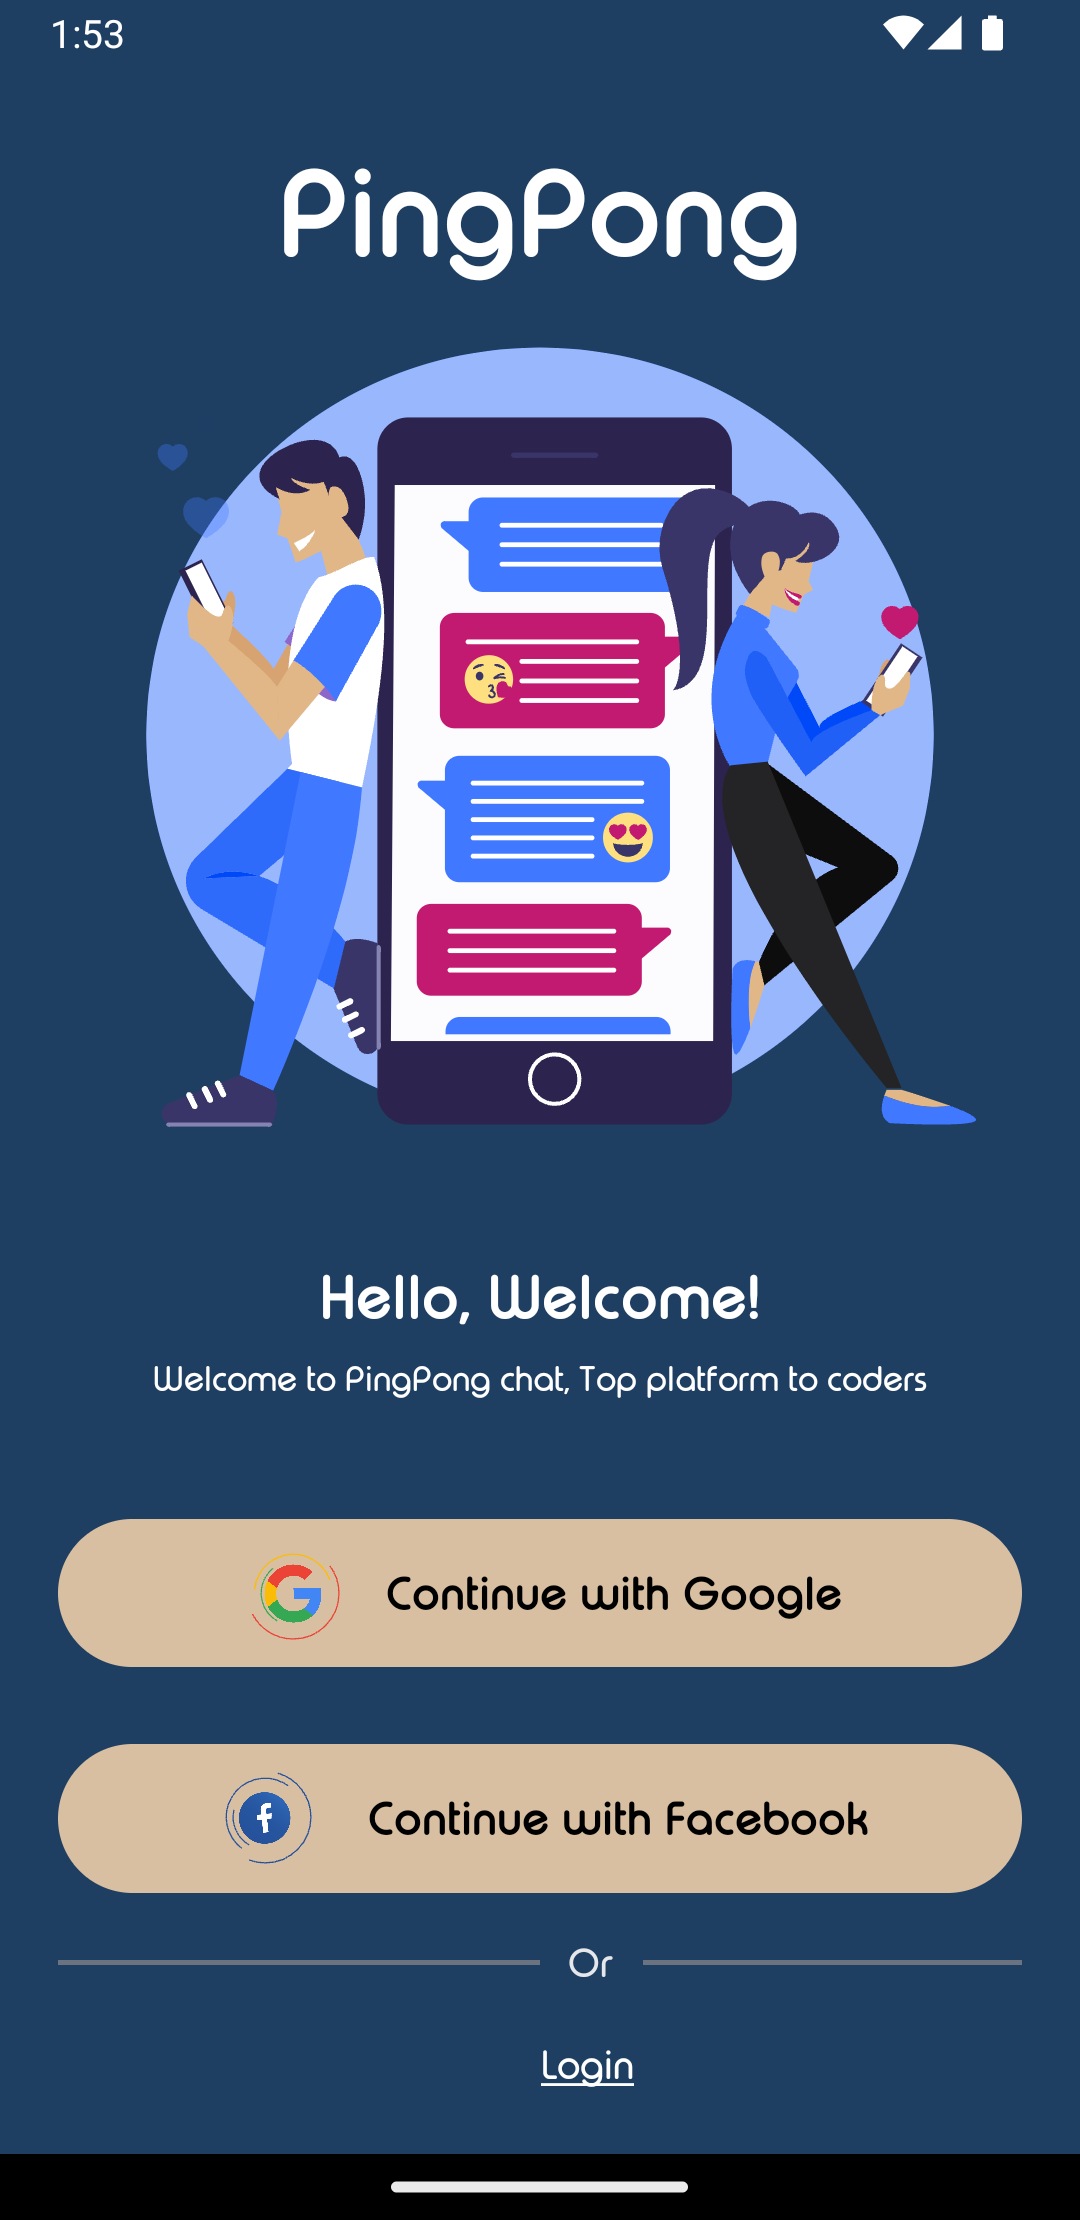 1:53
PingPong
Hello, Welcome!
Welcome to PingPong chat, Top platform to coders
Continue with Google
Continue with Facebook
Or
Login